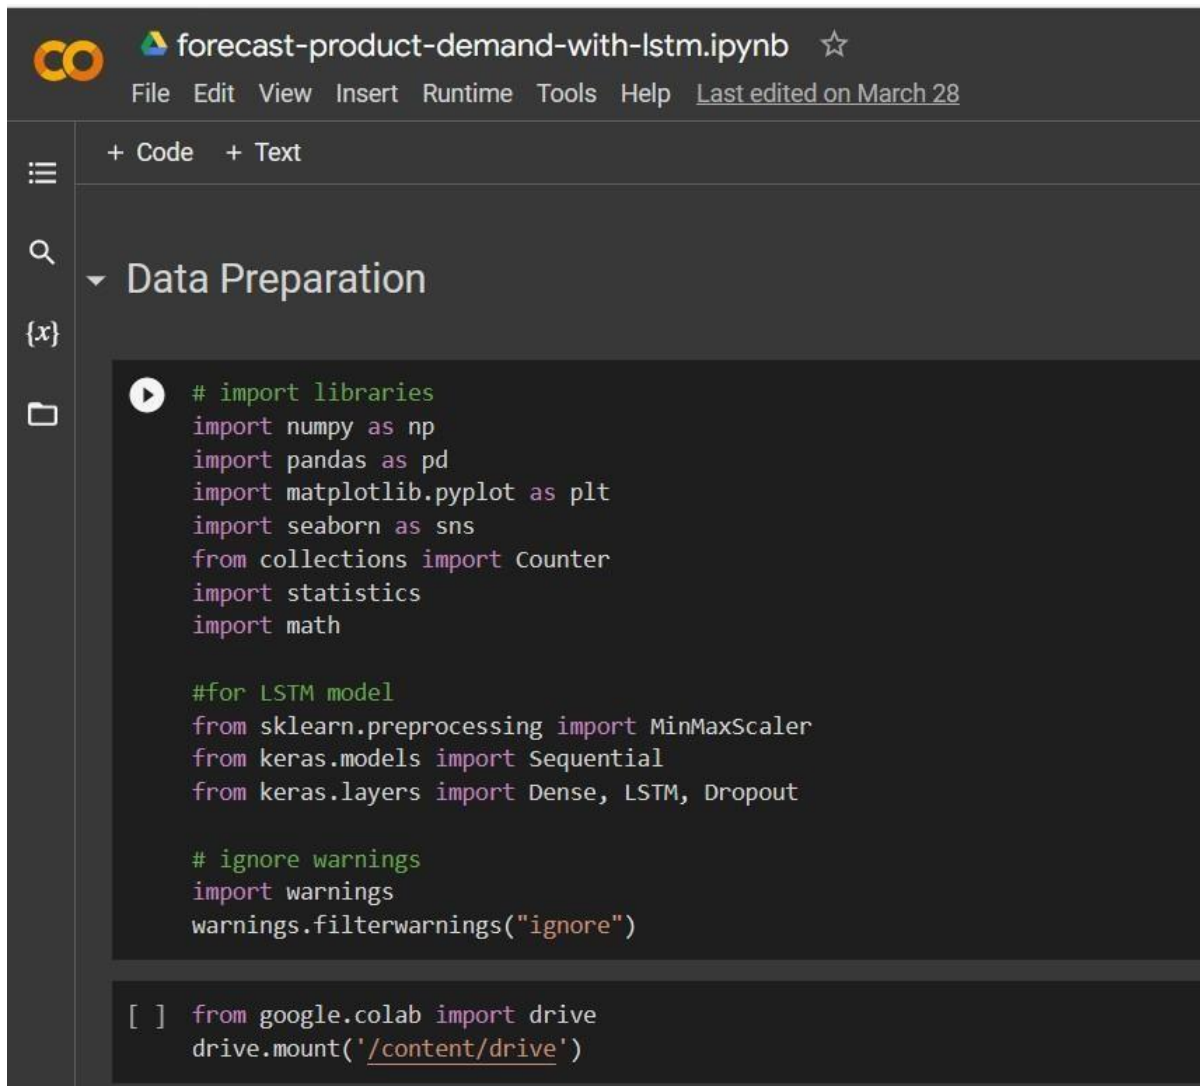 forecast-product-demand-with-lstm.ipynb
File Edit View Insert Runtime Tools Help Last edited on March 28
+ Code + Text
Data Preparation
{x}
# import libraries
import numpy as np
import pandas as pd
import matplotlib.pyplot as plt
import seaborn as sns
from collections import Counter
import statistics
import math
#for LSTM model
from sklearn.preprocessing import MinMaxScaler
from keras.models import Sequential
from keras.layers import Dense, LSTM, Dropout
# ignore warnings
import warnings
warnings.filterwarnings("ignore")
[ ] from google.colab import drive
drive.mount('/content/drive')